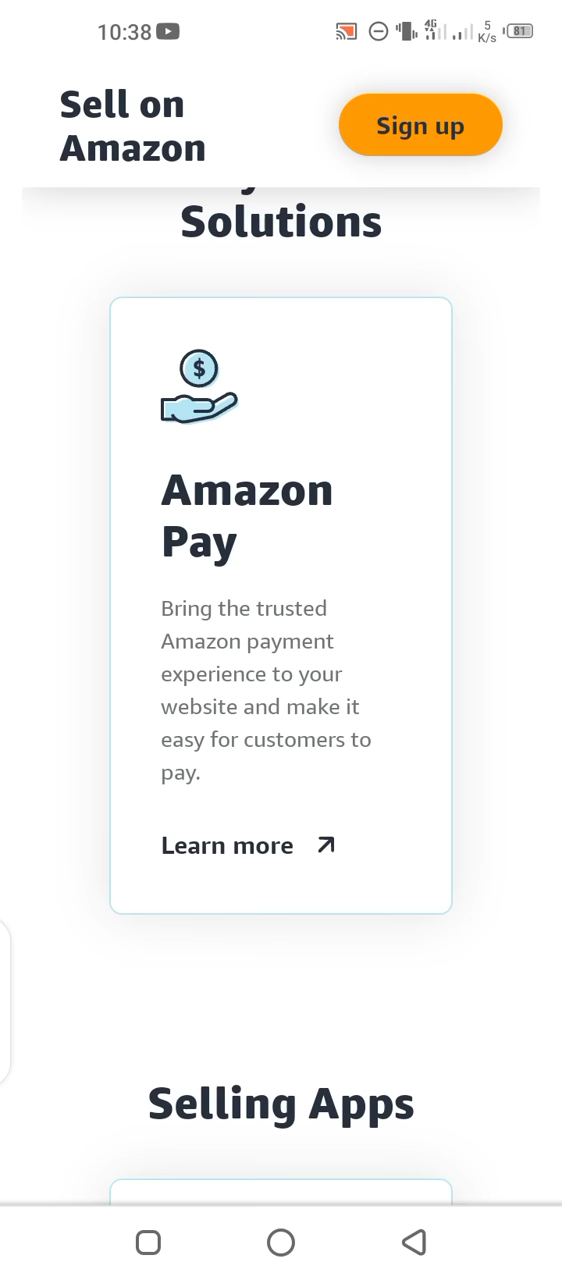 10:38
4G
5
K/s
81
Sell on
Amazon
Sign up
Solutions
$
Amazon
Pay
Bring the trusted
Amazon payment
experience to your
website and make it
easy for customers to
pay.
Learn more
Selling Apps